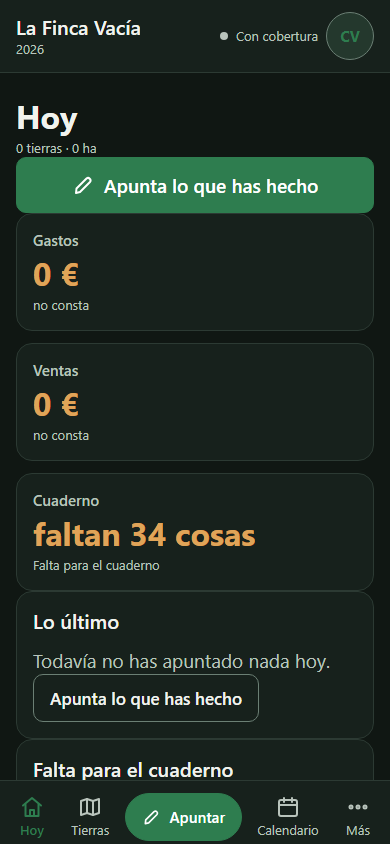 La Finca Vacía
2026
Con cobertura
CV
Hoy
0 tierras · 0 ha
Apunta lo que has hecho
Gastos
0 €
no consta
Ventas
0 €
no consta
Cuaderno
faltan 34 cosas
Falta para el cuaderno
Lo último
Todavía no has apuntado nada hoy.
Apunta lo que has hecho
Falta para el cuaderno
Hoy
Tierras
Apuntar
Calendario
Más